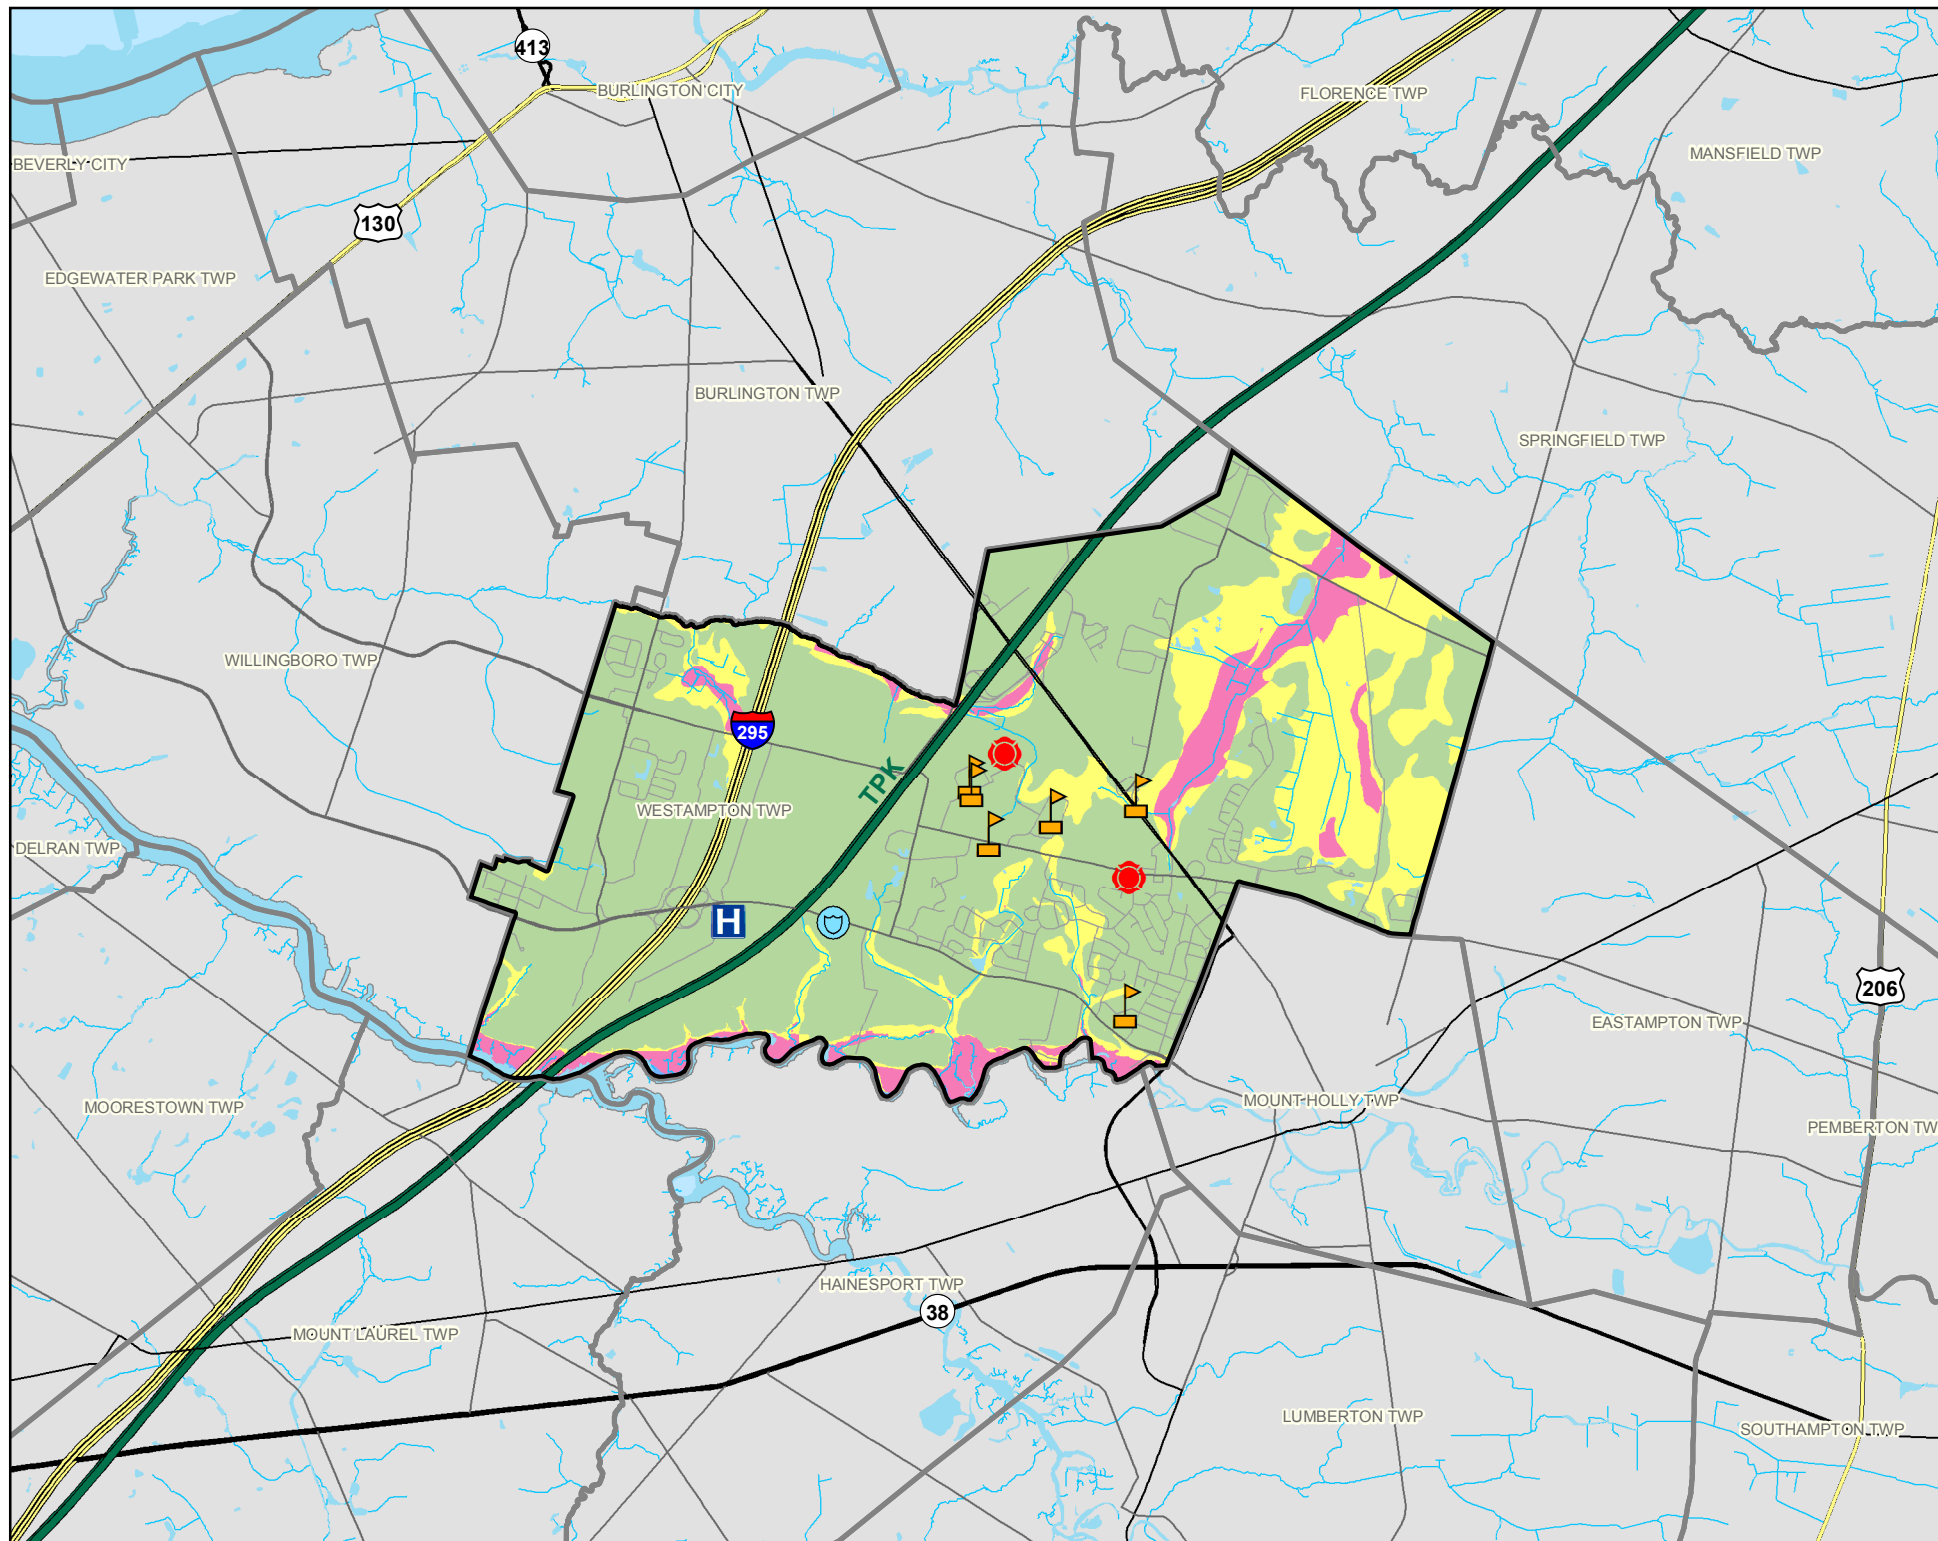 413
BURLINGTON CITY
FLORENCE TWP
MANSFIELD TWP
BEVERLY CITY
130
EDGEWATER PARK TWP
BURLINGTON TWP
SPRINGFIELD TWP
WILLINGBORO TWP
295
TPK
WESTAMPTON TWP
DELRAN TWP
H
206
EASTAMPTON TWP
MOORESTOWN TWP
MOUNT HOLLY TWP
PEMBERTON TW
HAINESPORT TWP
38
MOUNT LAUREL TWP
LUMBERTON TWP
SOUTHAMPTON TWP